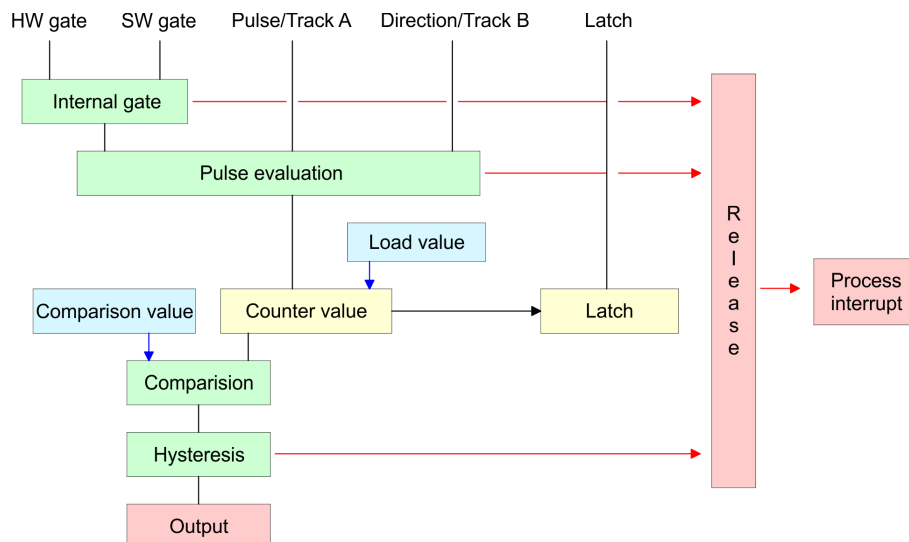 HW gate
SW gate
Pulse/Track A
Direction/Track B
Latch
Internal gate
Pulse evaluation
Load value
Comparison value
Counter value
Latch
Comparision
Hysteresis
Output
Release
Process
interrupt